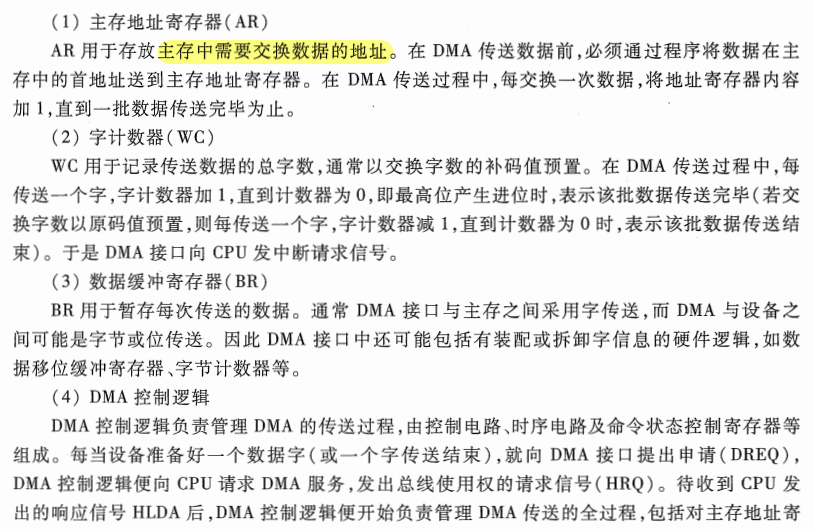 (1) 主存地址寄存器(AR)
AR 用于存放主存中需要交换数据的地址。在 DMA 传送数据前,必须通过程序将数据在主
存中的首地址送到主存地址寄存器。在 DMA 传送过程中,每交换一次数据,将地址寄存器内容
加 1,直到一批数据传送完毕为止。
(2) 字计数器(WC)
WC 用于记录传送数据的总字数,通常以交换字数的补码值预置。在 DMA 传送过程中,每
传送一个字,字计数器加 1,直到计数器为 0,即最高位产生进位时,表示该批数据传送完毕(若交
换字数以原码值预置,则每传送一个字,字计数器减 1,直到计数器为 0 时,表示该批数据传送结
束)。于是 DMA 接口向 CPU 发中断请求信号。
(3) 数据缓冲寄存器(BR)
BR 用于暂存每次传送的数据。通常 DMA 接口与主存之间采用字传送,而 DMA 与设备之
间可能是字节或位传送。因此 DMA 接口中还可能包括有装配或拆卸字信息的硬件逻辑,如数
据移位缓冲寄存器、字节计数器等。
(4) DMA 控制逻辑
DMA 控制逻辑负责管理 DMA 的传送过程,由控制电路、时序电路及命令状态控制寄存器等
组成。每当设备准备好一个数据字(或一个字传送结束),就向 DMA 接口提出申请(DREQ),
DMA 控制逻辑便向 CPU 请求 DMA 服务,发出总线使用权的请求信号(HRQ)。待收到 CPU 发
出的响应信号 HLDA 后,DMA 控制逻辑便开始负责管理 DMA 传送的全过程,包括对主存地址寄